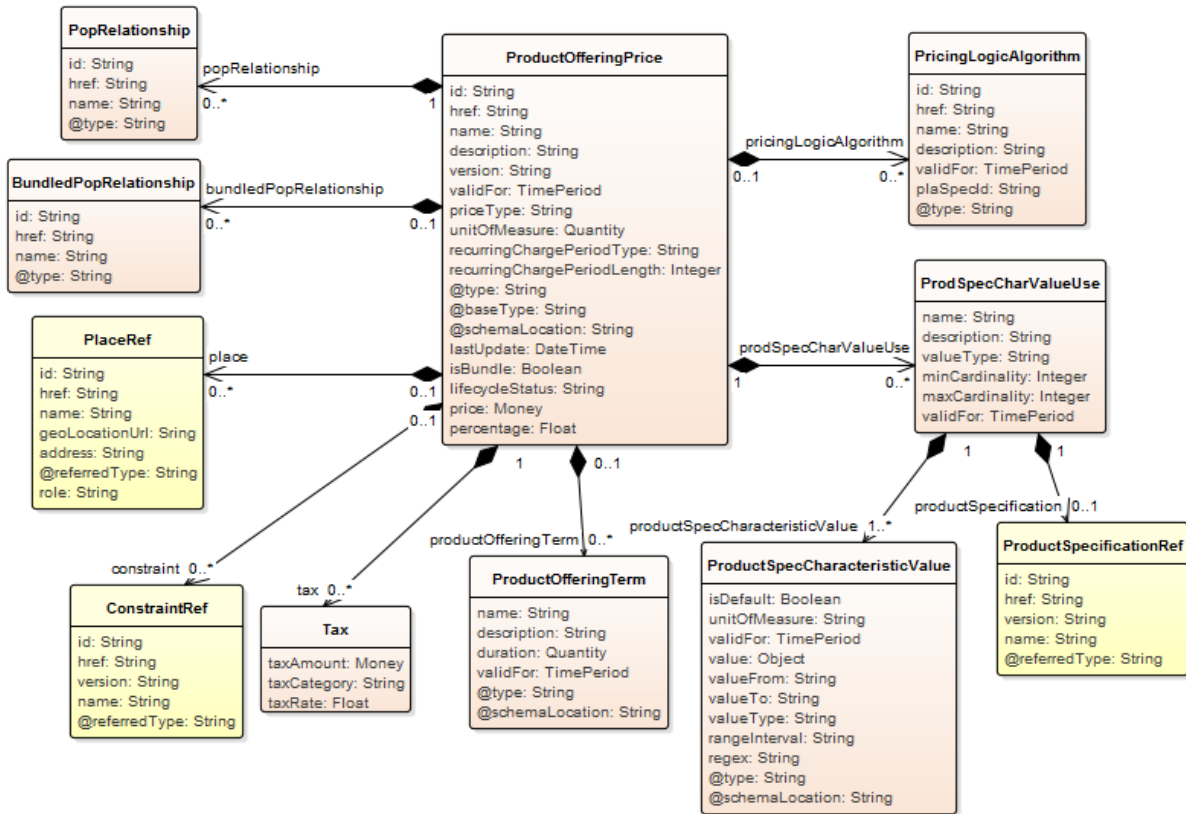 PopRelationship
id: String
href: String
name: String
@type: String
popRelationship
0..*
1
ProductOfferingPrice
id: String
href: String
name: String
description: String
version: String
validFor: TimePeriod
priceType: String
unitOfMeasure: Quantity
recurringChargePeriodType: String
recurringChargePeriodLength: Integer
@type: String
@baseType: String
@schemaLocation: String
lastUpdate: DateTime
isBundle: Boolean
lifecycleStatus: String
price: Money
percentage: Float
PricingLogicAlgorithm
id: String
href: String
name: String
description: String
validFor: TimePeriod
plaSpecId: String
@type: String
pricingLogicAlgorithm
0..1
0..*
BundledPopRelationship
id: String
href: String
name: String
@type: String
bundledPopRelationship
0..*
0..1
ProdSpecCharValueUse
name: String
description: String
valueType: String
minCardinality: Integer
maxCardinality: Integer
validFor: TimePeriod
prodSpecCharValueUse
1
0..*
PlaceRef
id: String
href: String
name: String
geoLocationUrl: Sring
address: String
@referredType: String
role: String
place
0..*
0..1
0..1
1
0..1
1
1
productSpecification 0..1
productSpecCharacteristicValue 1..*
productOfferingTerm 0..*
constraint 0..*
tax 0..*
ConstraintRef
id: String
href: String
version: String
name: String
@referredType: String
Tax
taxAmount: Money
taxCategory: String
taxRate: Float
ProductOfferingTerm
name: String
description: String
duration: Quantity
validFor: TimePeriod
@type: String
@schemaLocation: String
ProductSpecCharacteristicValue
isDefault: Boolean
unitOfMeasure: String
validFor: TimePeriod
value: Object
valueFrom: String
valueTo: String
valueType: String
rangeInterval: String
regex: String
@type: String
@schemaLocation: String
ProductSpecificationRef
id: String
href: String
version: String
name: String
@referredType: String